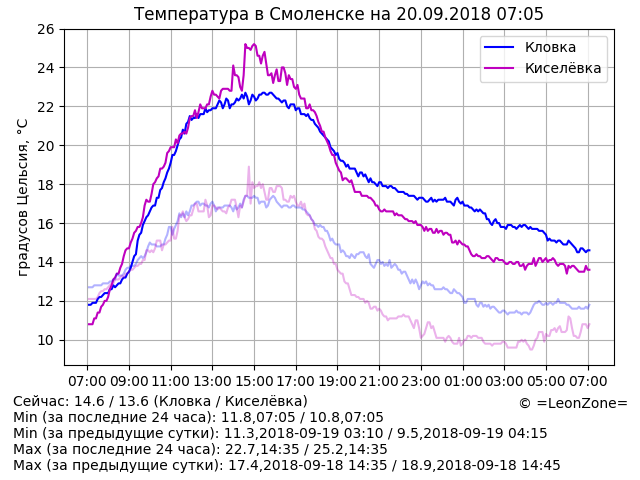 Температура в Смоленске на 20.09.2018 07:05
26
24
22
20
18
16
14
12
10
градусов Цельсия, °C
Кловка
Киселёвка
07:00 09:00 11:00 13:00 15:00 17:00 19:00 21:00 23:00 01:00 03:00 05:00 07:00
Сейчас: 14.6 / 13.6 (Кловка / Киселёвка)
© =LeonZone=
Min (за последние 24 часа): 11.8,07:05 / 10.8,07:05
Min (за предыдущие сутки): 11.3,2018-09-19 03:10 / 9.5,2018-09-19 04:15
Max (за последние 24 часа): 22.7,14:35 / 25.2,14:35
Max (за предыдущие сутки): 17.4,2018-09-18 14:35 / 18.9,2018-09-18 14:45